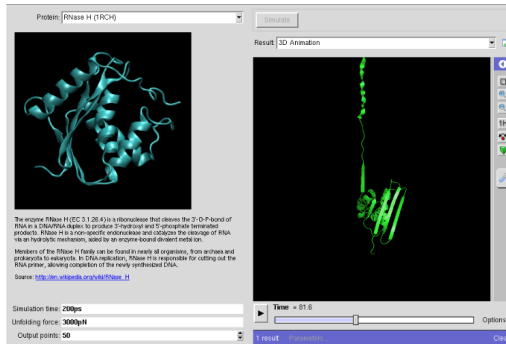 Protein: RNase H (1RCH)
Simulate
Result: 3D Animation
The enzyme RNase H (EC 3.1.26.4) is a ribonuclease that cleaves the 3'-O-P-bond of
RNA in a DNA/RNA duplex to produce 3'-hydroxyl and 5'-phosphate terminated
products. RNase H is a non-specific endonuclease and catalyzes the cleavage of RNA
via an hydrolytic mechanism, aided by an enzyme-bound divalent metal ion.
Members of the RNase H family can be found in nearly all organisms, from archaea and
prokaryota to eukaryota. In DNA replication, RNase H is responsible for cutting out the
RNA primer, allowing completion of the newly synthesized DNA.
Source: http://en.wikipedia.org/wiki/RNase_H
Simulation time: 200ps
Unfolding force: 3000pN
Output points: 50
Time = 81.6
Options
1 result
Parameters...
Clea